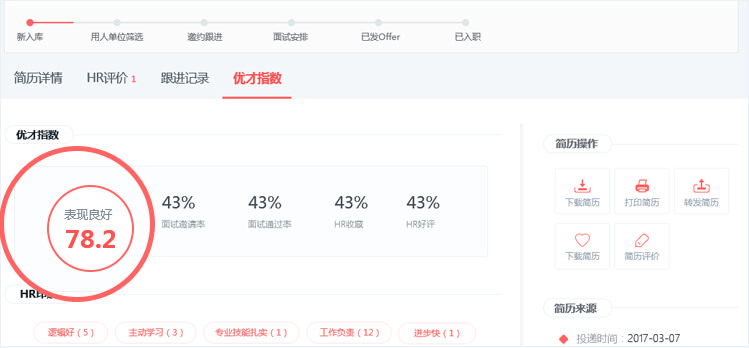 新入库 用人单位筛选 邀约跟进 面试安排 已发Offer 已入职
简历详情 HR评价 1 跟进记录 优才指数
优才指数
表现良好
78.2
43% 43% 43% 43%
面试邀请率 面试通过率 HR收藏 HR好评
HR印
逻辑好（5） 主动学习（3） 专业技能扎实（1） 工作负责（12） 进步快（1）
简历操作
下载简历 打印简历 转发简历
下载简历 简历评价
简历来源
投递时间：2017-03-07